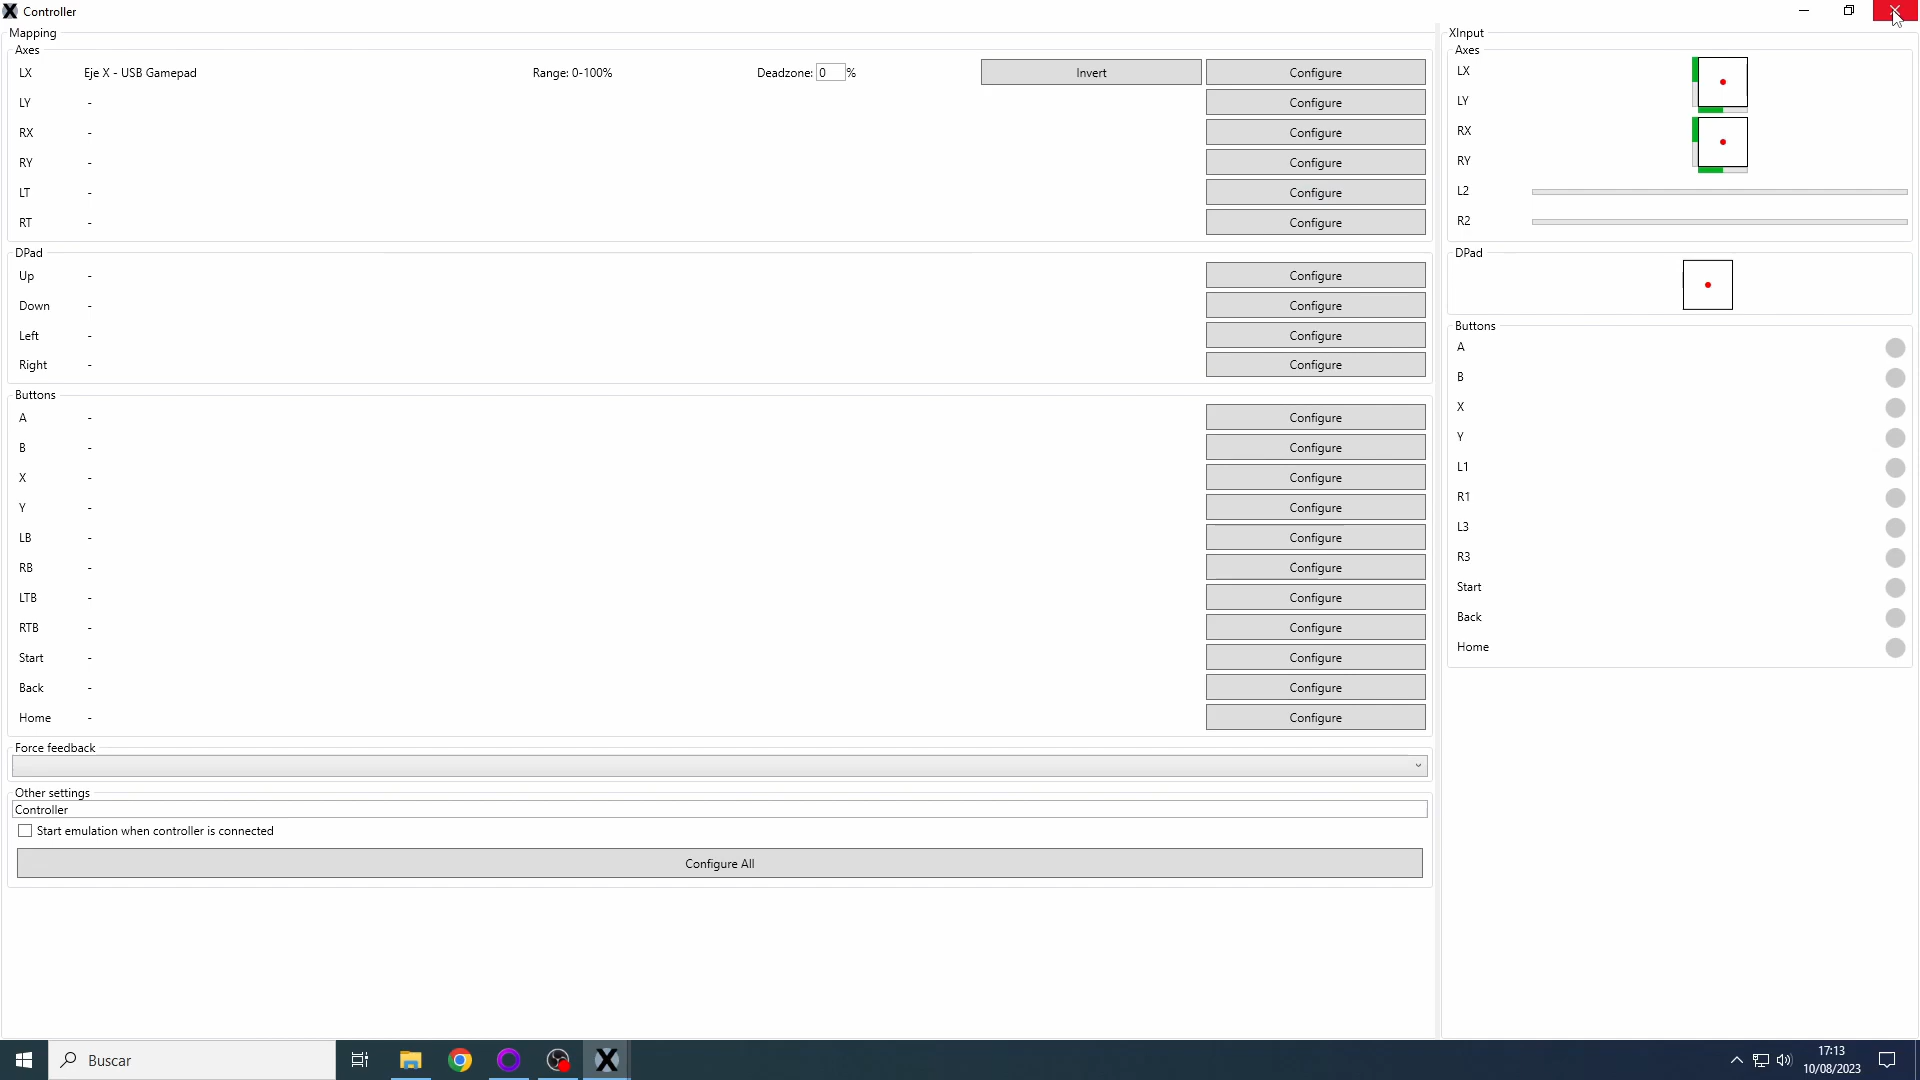 Controller
Mapping
Axes
LX Eje X - USB Gamepad Range: 0-100% Deadzone: 0 % Invert Configure
LY - Configure
RX - Configure
RY - Configure
LT - Configure
RT - Configure
DPad
Up - Configure
Down - Configure
Left - Configure
Right - Configure
Buttons
A - Configure
B - Configure
X - Configure
Y - Configure
LB - Configure
RB - Configure
LTB - Configure
RTB - Configure
Start - Configure
Back - Configure
Home - Configure
Force feedback
Other settings
Controller
Start emulation when controller is connected
Configure All
XInput
Axes
LX
LY
RX
RY
L2
R2
DPad
Buttons
A
B
X
Y
L1
R1
L3
R3
Start
Back
Home
Buscar
17:13
10/08/2023